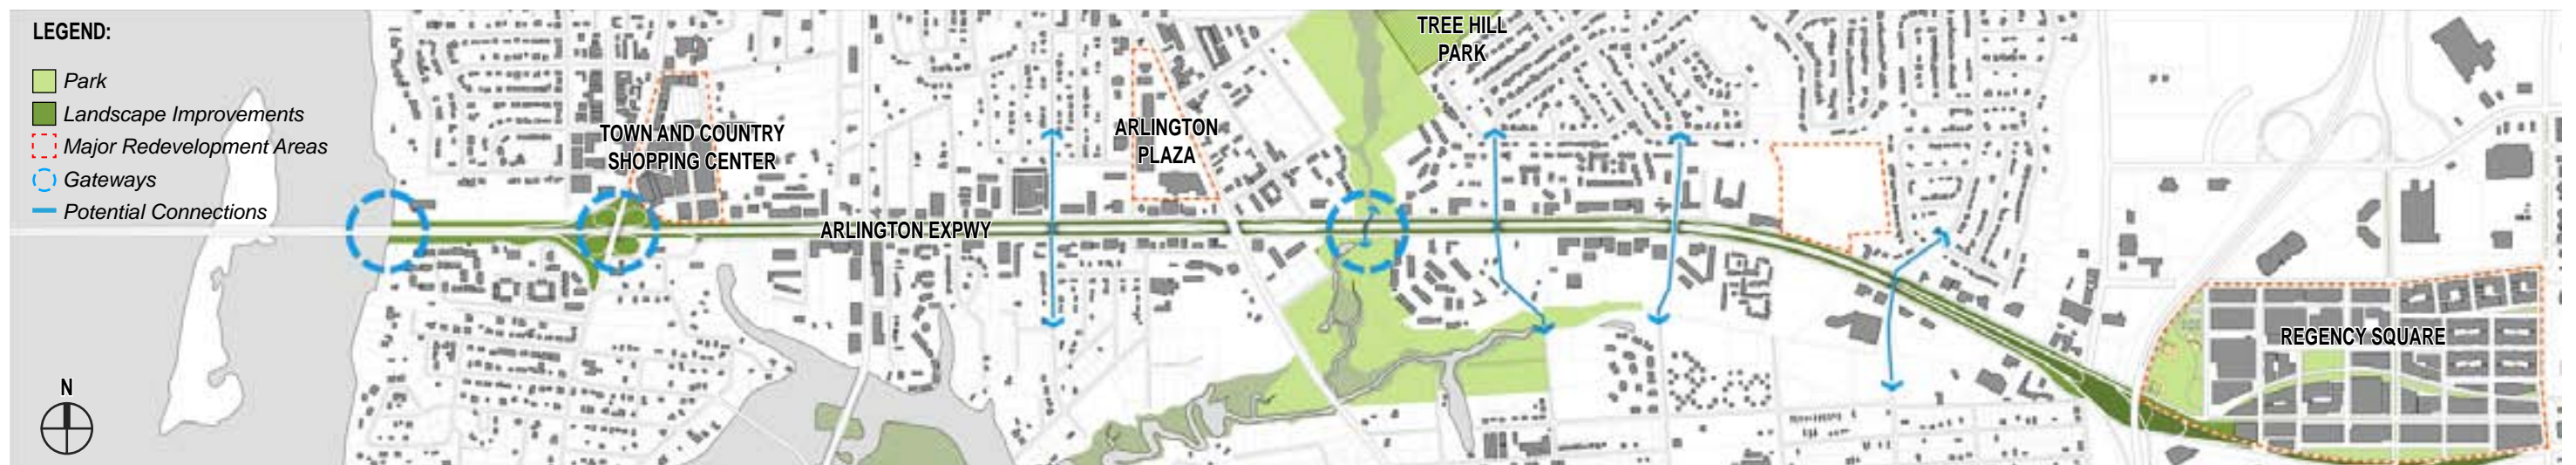 LEGEND:
Park
Landscape Improvements
Major Redevelopment Areas
Gateways
Potential Connections
N
TOWN AND COUNTRY
SHOPPING CENTER
ARLINGTON EXPWY
ARLINGTON
PLAZA
TREE HILL
PARK
REGENCY SQUARE